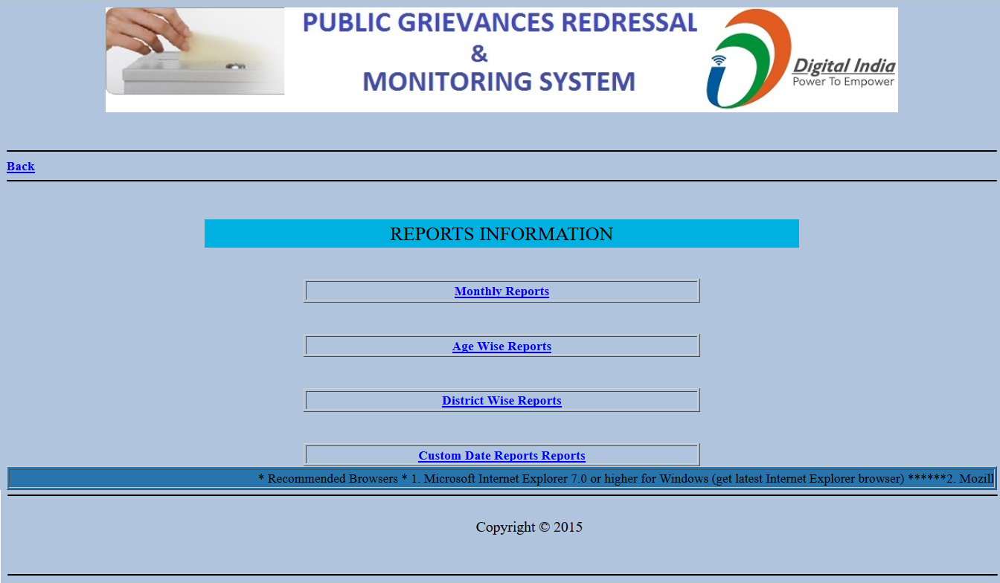 PUBLIC GRIEVANCES REDRESSAL
&
MONITORING SYSTEM
Digital India
Power To Empower
Back
REPORTS INFORMATION
Monthly Reports
Age Wise Reports
District Wise Reports
Custom Date Reports Reports
* Recommended Browsers * 1. Microsoft Internet Explorer 7.0 or higher for Windows (get latest Internet Explorer browser) ******2. Mozill
Copyright © 2015